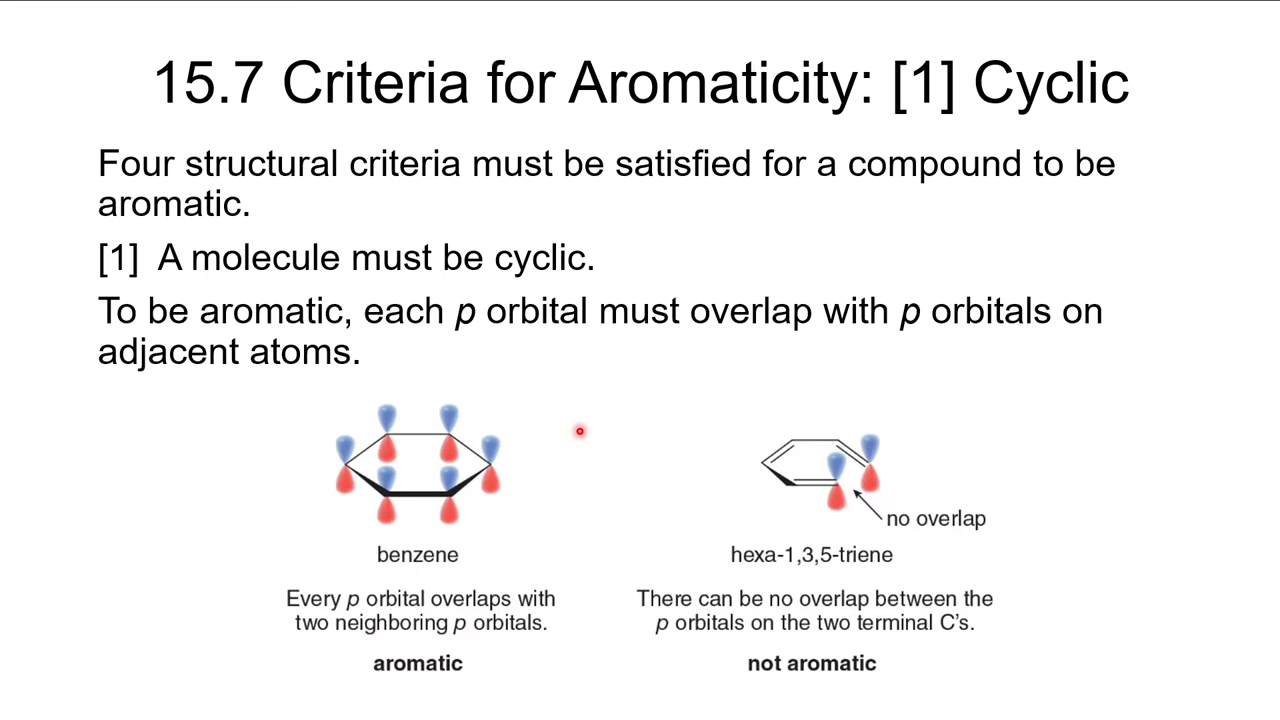 15.7 Criteria for Aromaticity: [1] Cyclic
Four structural criteria must be satisfied for a compound to be
aromatic.
[1] A molecule must be cyclic.
To be aromatic, each p orbital must overlap with p orbitals on
adjacent atoms.
no overlap
benzene
hexa-1,3,5-triene
Every p orbital overlaps with
two neighboring p orbitals.
There can be no overlap between the
p orbitals on the two terminal C's.
aromatic
not aromatic